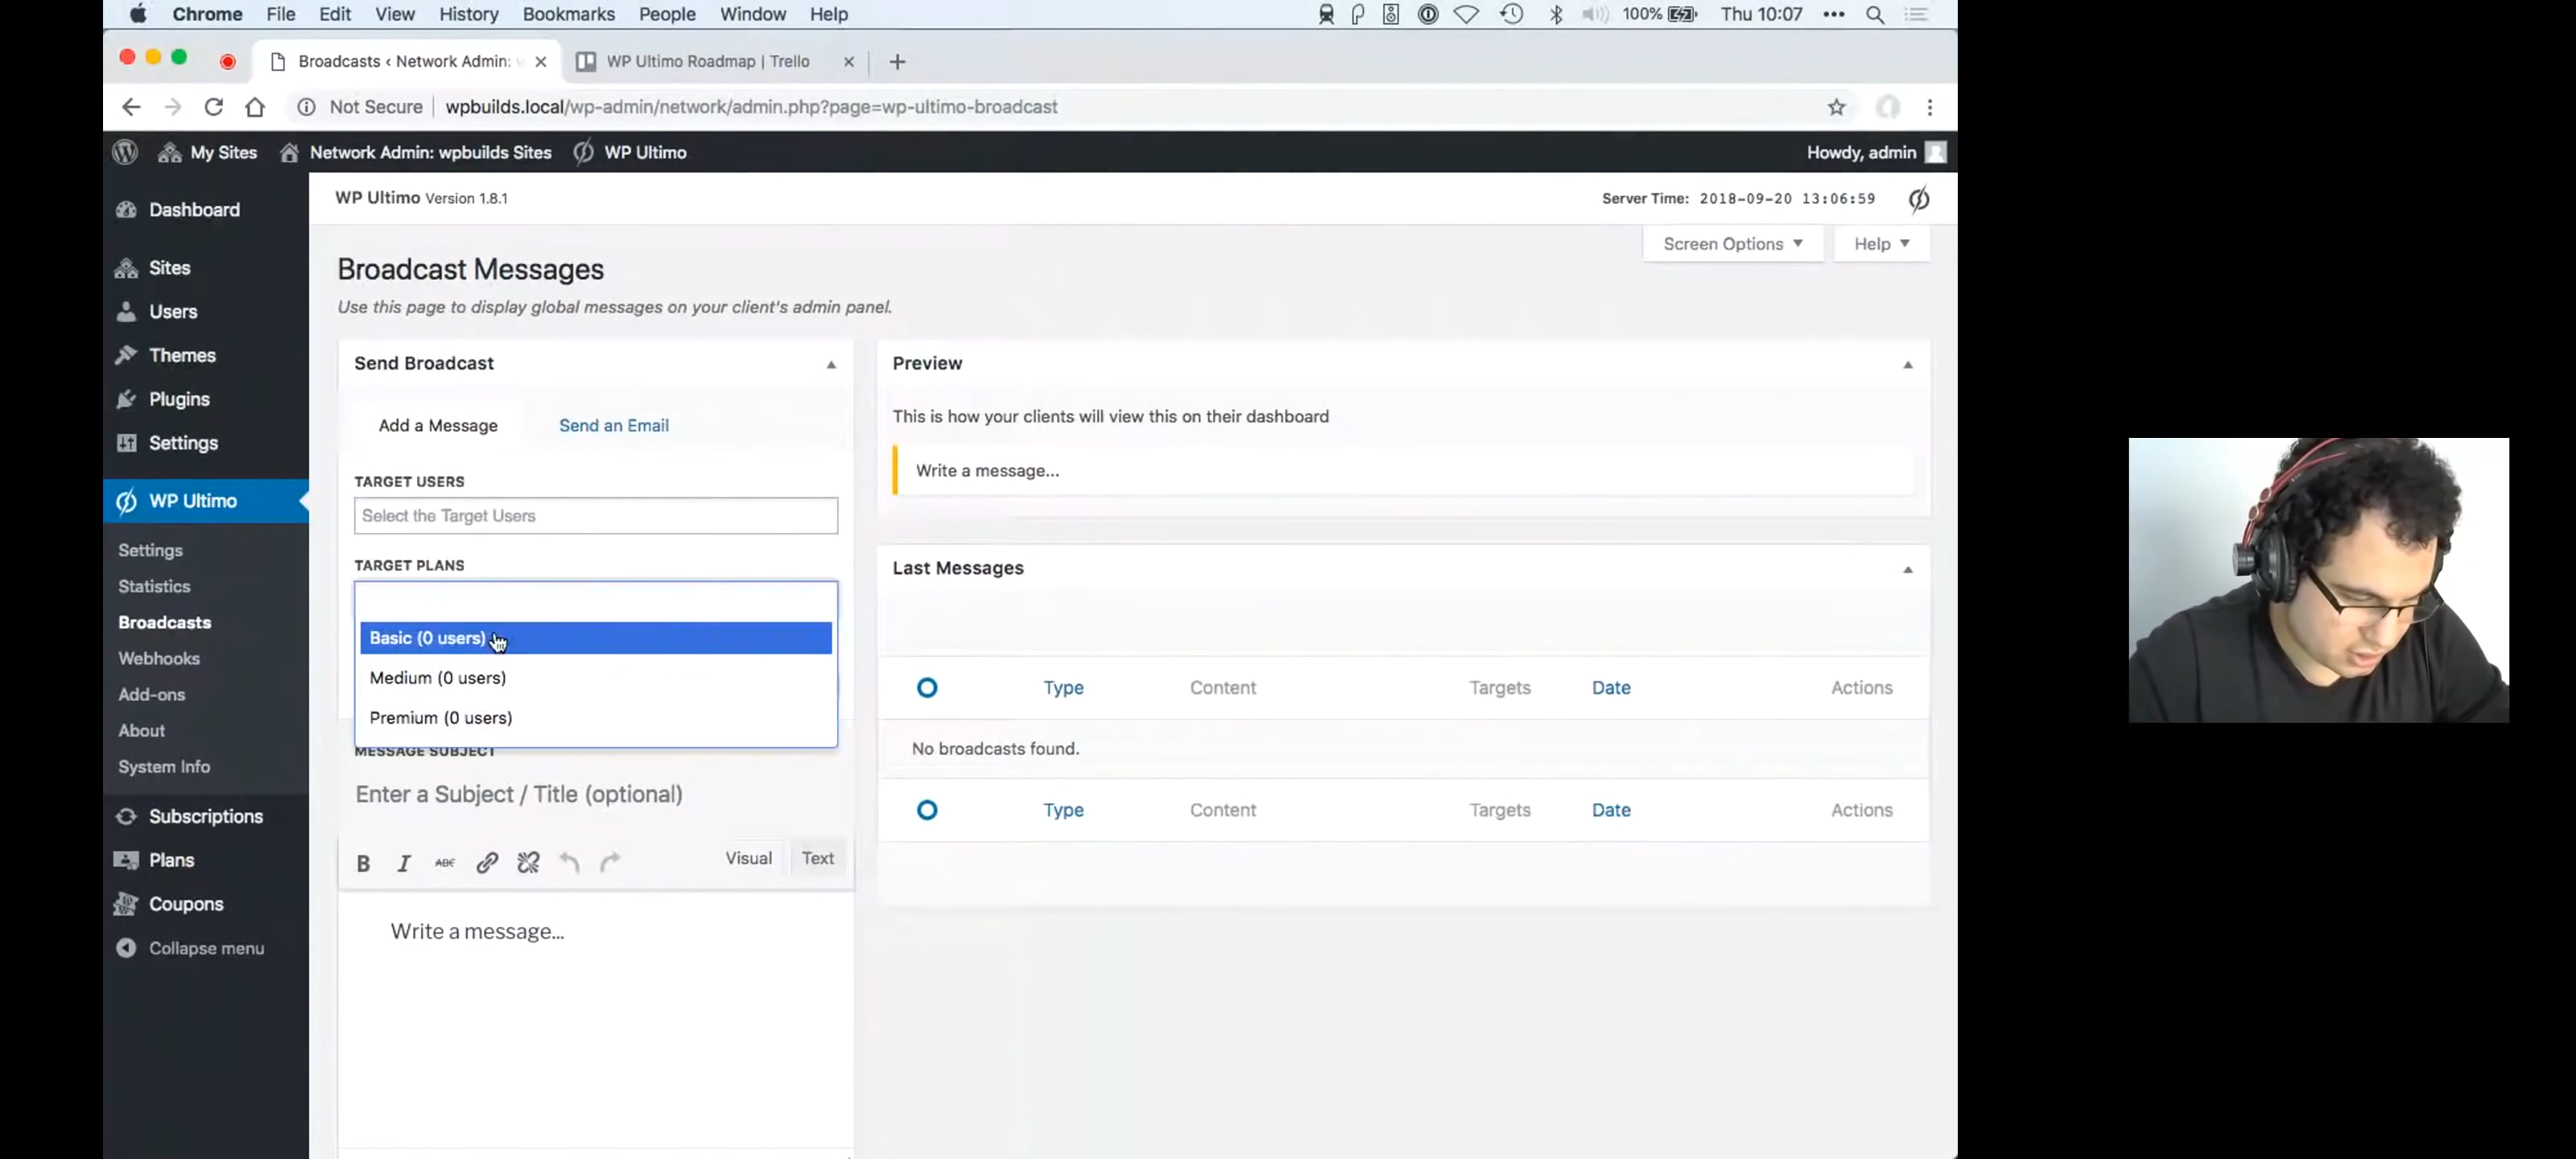 Chrome File Edit View History Bookmarks People Window Help 100% Thu 10:07
Broadcasts ‹ Network Admin: WP Ultimo Roadmap | Trello
Not Secure wpbuilds.local/wp-admin/network/admin.php?page=wp-ultimo-broadcast
My Sites Network Admin: wpbuilds Sites WP Ultimo Howdy, admin
WP Ultimo Version 1.8.1 Server Time: 2018-09-20 13:06:59
Screen Options Help
Dashboard
Sites
Users
Themes
Plugins
Settings
WP Ultimo
Settings
Statistics
Broadcasts
Webhooks
Add-ons
About
System Info
Subscriptions
Plans
Coupons
Collapse menu
Broadcast Messages
Use this page to display global messages on your client's admin panel.
Send Broadcast
Add a Message Send an Email
TARGET USERS
Select the Target Users
TARGET PLANS
Basic (0 users)
Medium (0 users)
Premium (0 users)
MESSAGE SUBJECT
Enter a Subject / Title (optional)
B I ABC Visual Text
Write a message...
Preview
This is how your clients will view this on their dashboard
Write a message...
Last Messages
Type Content Targets Date Actions
No broadcasts found.
Type Content Targets Date Actions